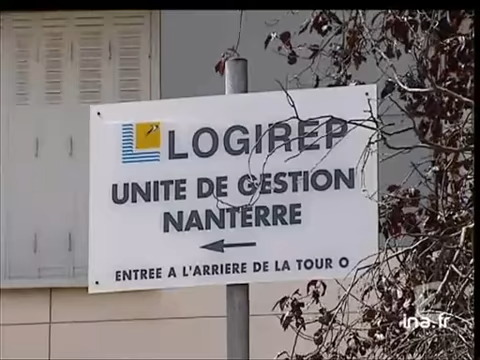 LOGIREP
UNITE DE GESTION
NANTERRE
ENTREE A L'ARRIERE DE LA TOUR O
ina.fr